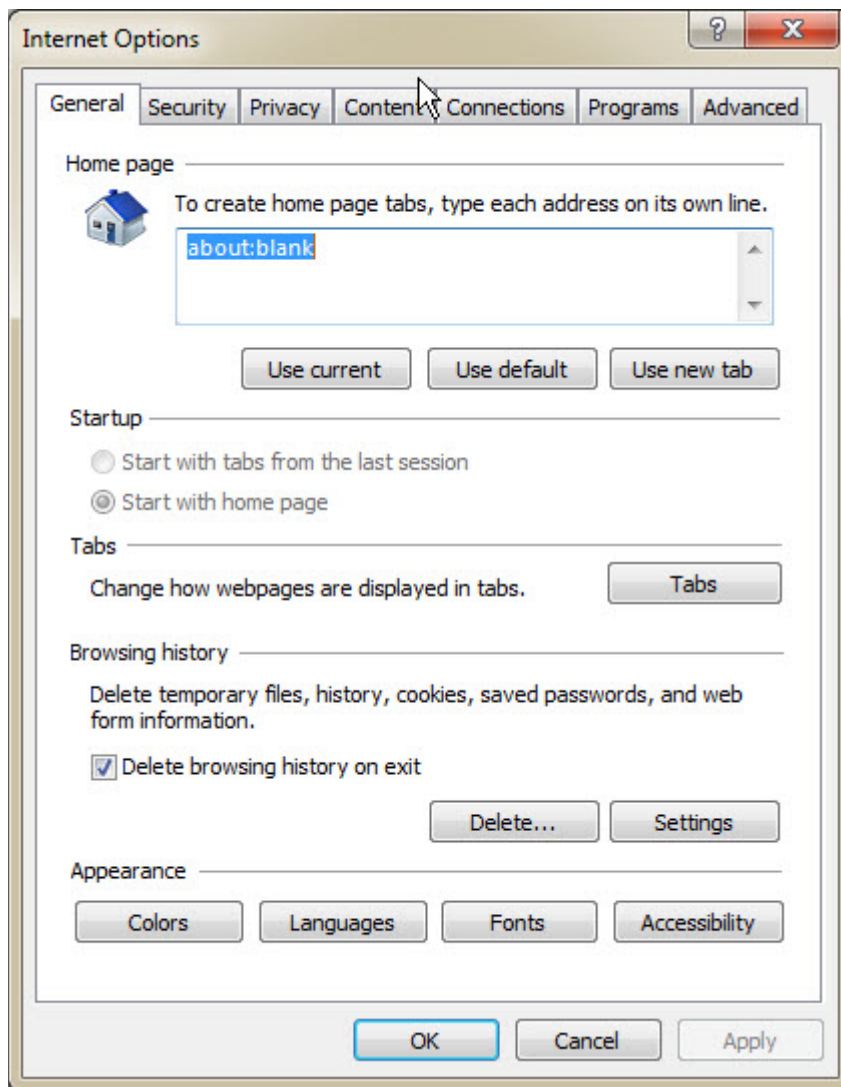 Internet Options
General Security Privacy Content Connections Programs Advanced
Home page
To create home page tabs, type each address on its own line.
about:blank
Use current Use default Use new tab
Startup
Start with tabs from the last session
Start with home page
Tabs
Change how webpages are displayed in tabs. Tabs
Browsing history
Delete temporary files, history, cookies, saved passwords, and web
form information.
Delete browsing history on exit
Delete... Settings
Appearance
Colors Languages Fonts Accessibility
OK Cancel Apply